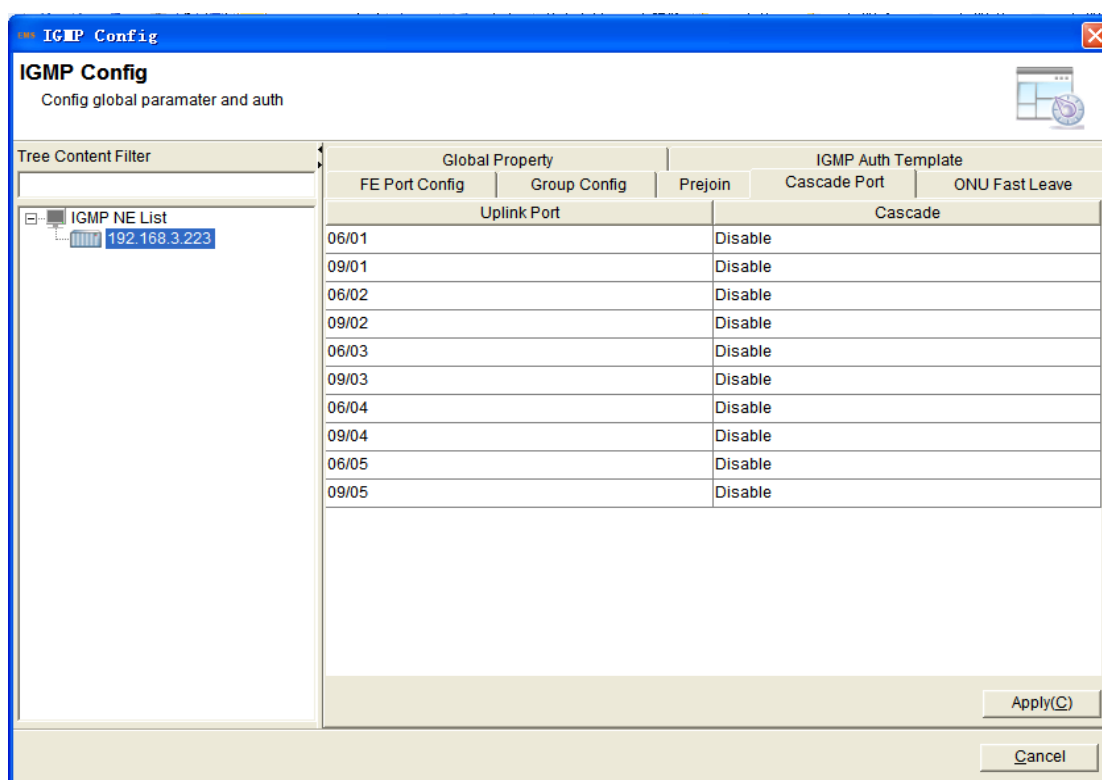 EMS IGMP Config
IGMP Config
Config global paramater and auth
Tree Content Filter
IGMP NE List
192.168.3.223
Global Property IGMP Auth Template
FE Port Config Group Config Prejoin Cascade Port ONU Fast Leave
Uplink Port Cascade
06/01 Disable
09/01 Disable
06/02 Disable
09/02 Disable
06/03 Disable
09/03 Disable
06/04 Disable
09/04 Disable
06/05 Disable
09/05 Disable
Apply(C)
Cancel